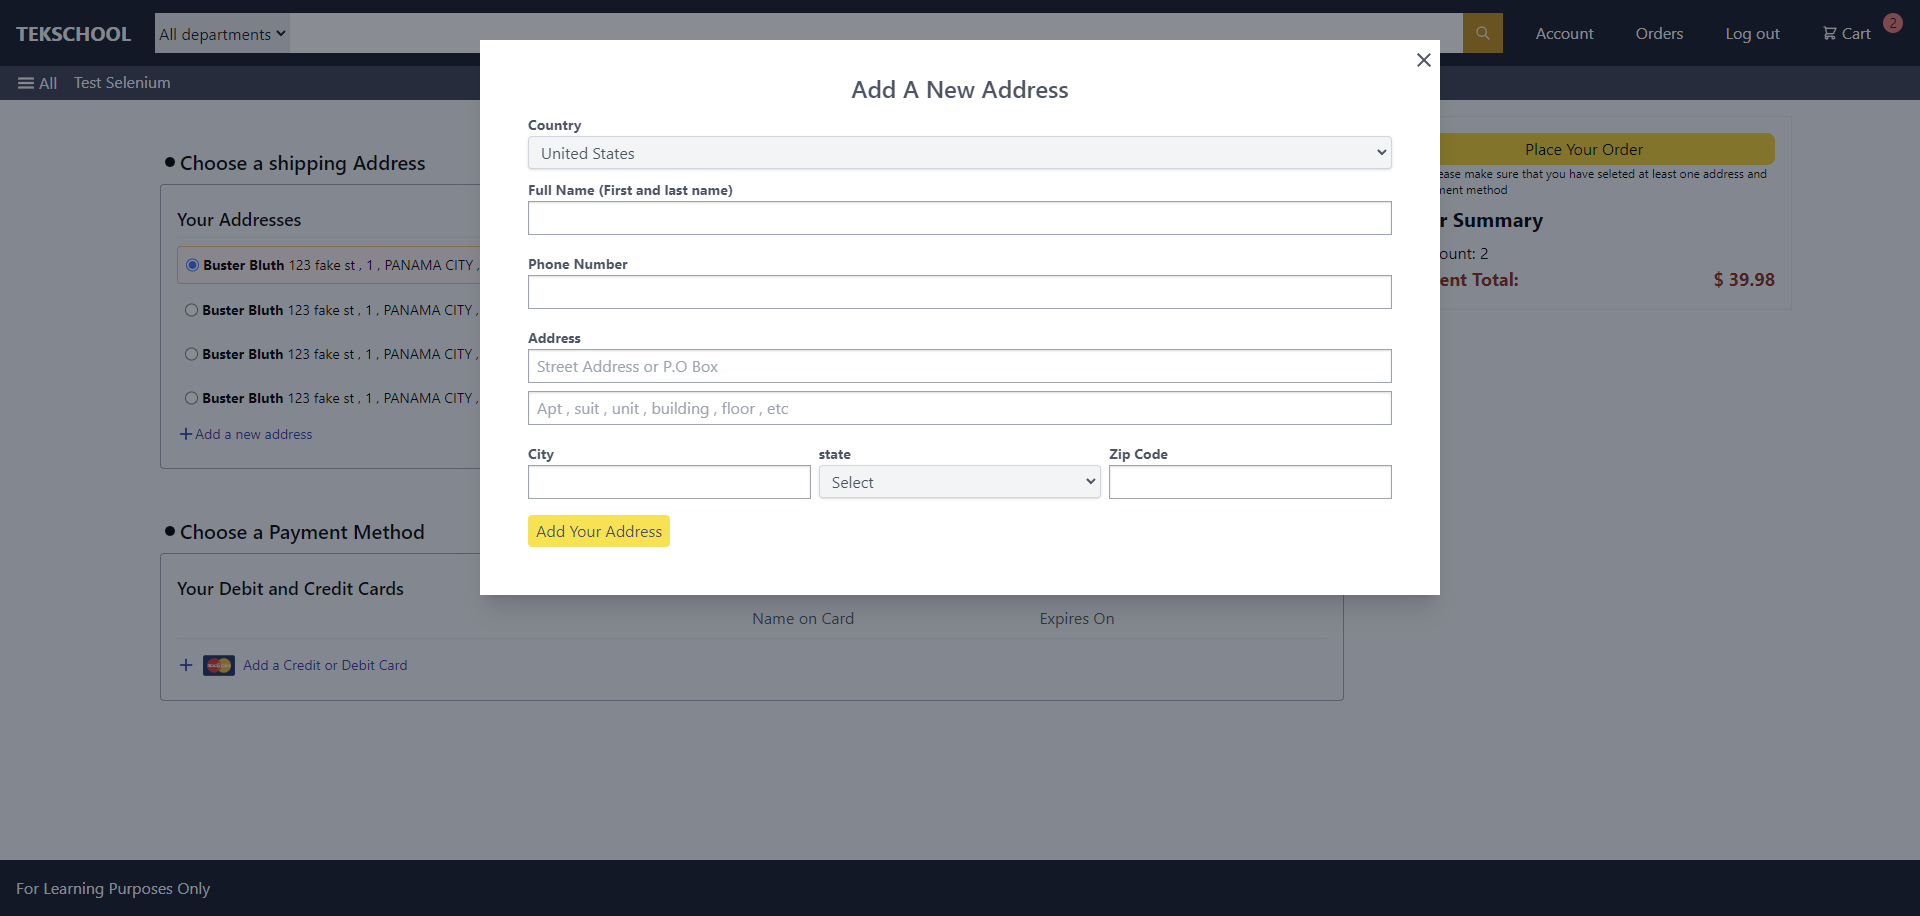 TEKSCHOOL
All departments
Account
Orders
Log out
Cart
2
All
Test Selenium
Add A New Address
Country
United States
Full Name (First and last name)
Phone Number
Address
Street Address or P.O Box
Apt , suit , unit , building , floor , etc
City
state
Zip Code
Select
Add Your Address
Choose a shipping Address
Your Addresses
Buster Bluth 123 fake st , 1 , PANAMA CITY ,
Buster Bluth 123 fake st , 1 , PANAMA CITY ,
Buster Bluth 123 fake st , 1 , PANAMA CITY ,
Buster Bluth 123 fake st , 1 , PANAMA CITY ,
Add a new address
Choose a Payment Method
Your Debit and Credit Cards
Name on Card
Expires On
Add a Credit or Debit Card
Place Your Order
ease make sure that you have seleted at least one address and
ment method
r Summary
ount: 2
ent Total:
$ 39.98
For Learning Purposes Only